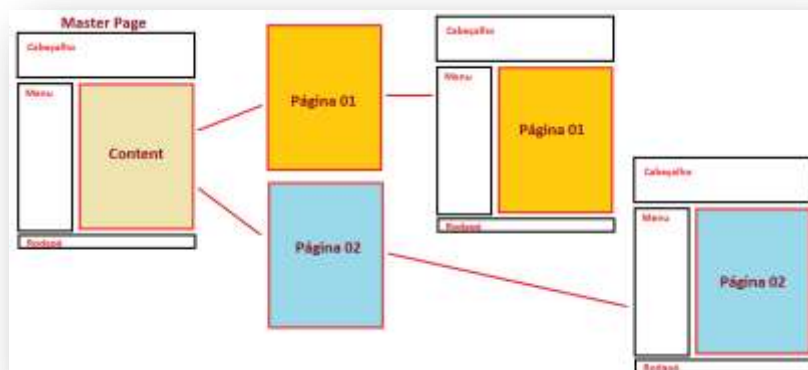 Master Page
Cabeçalho
Menu
Content
Rodapé
Página 01
Página 02
Cabeçalho
Menu
Página 01
Rodapé
Cabeçalho
Menu
Página 02
Rodapé